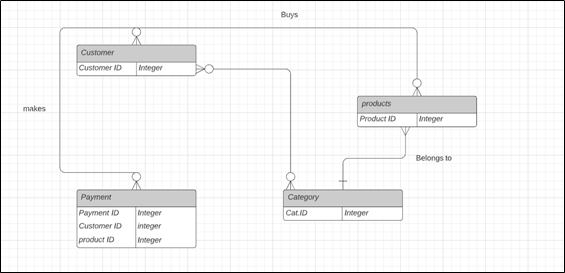 Buys
Customer
Customer ID Integer
products
Product ID Integer
makes
Belongs to
Payment
Payment ID Integer
Customer ID integer
product ID Integer
Category
Cat.ID Integer